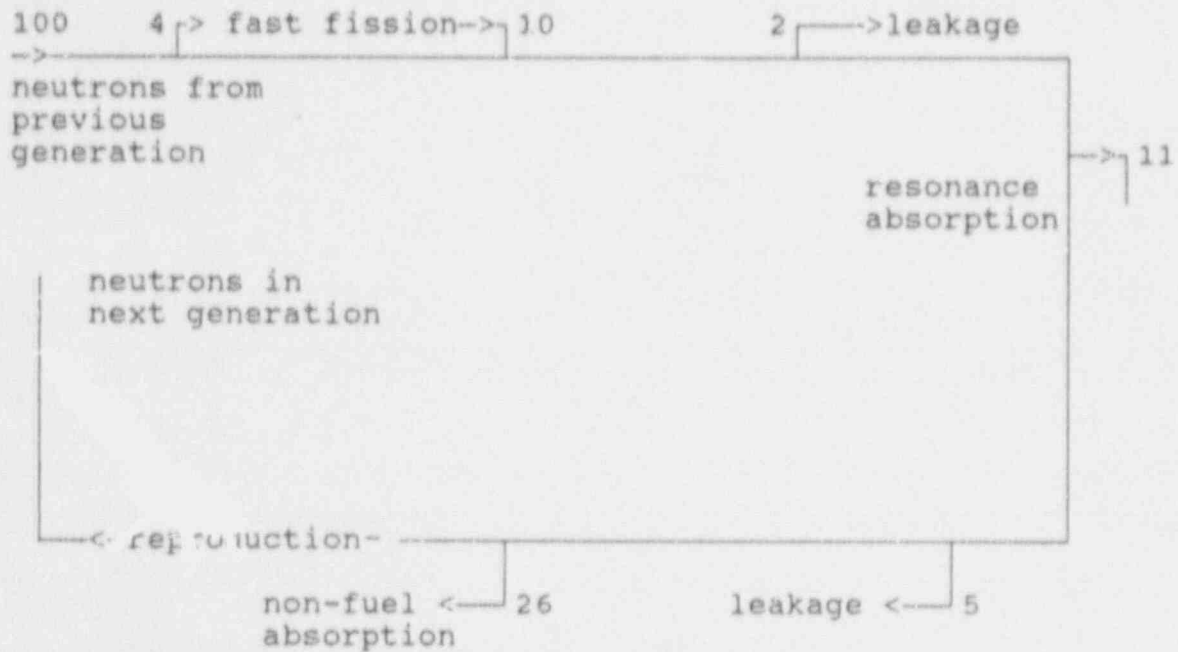 100 4 > fast fission-> 10 2 ->leakage
->
neutrons from
previous
generation
-> 11
resonance
absorption
neutrons in
next generation
<- reproduction-
non-fuel <- 26 leakage <- 5
absorption